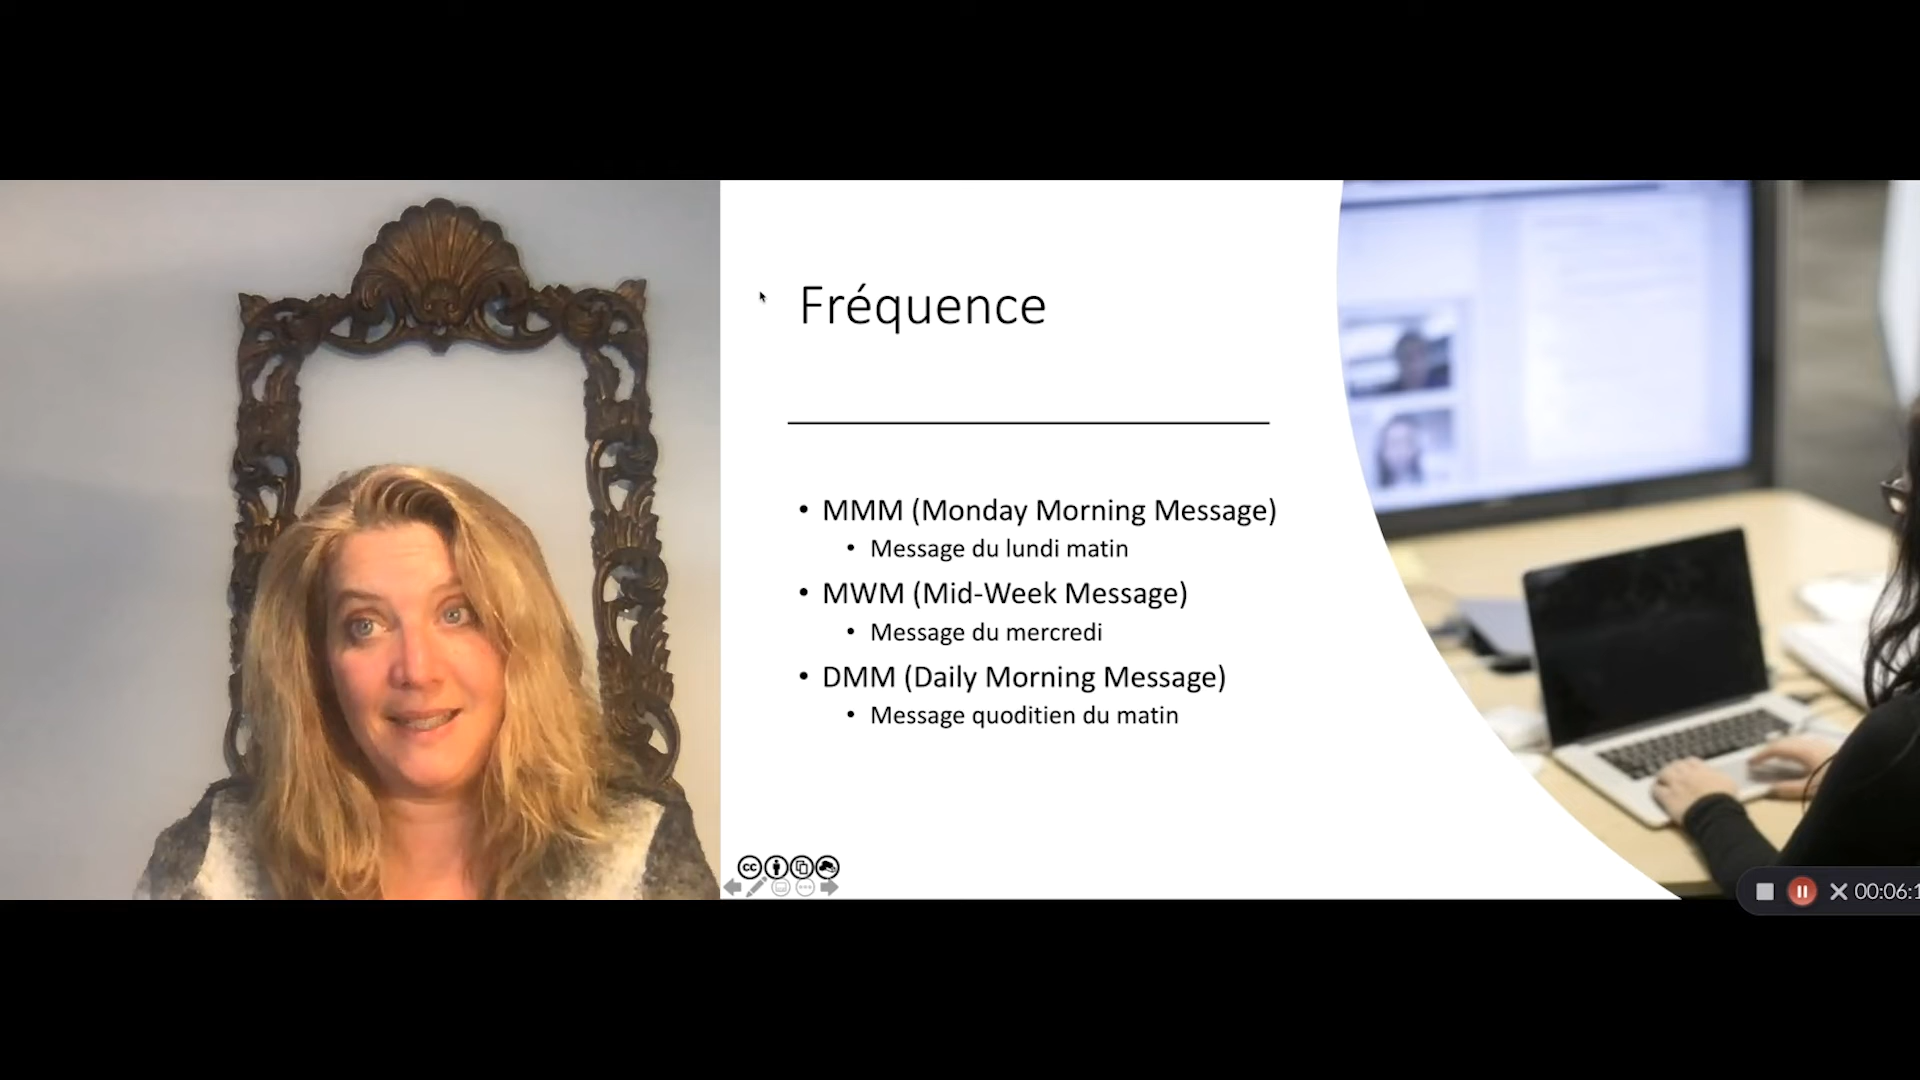 Fréquence
• MMM (Monday Morning Message)
• Message du lundi matin
• MWM (Mid-Week Message)
• Message du mercredi
• DMM (Daily Morning Message)
• Message quoditien du matin
cc
00:06:1